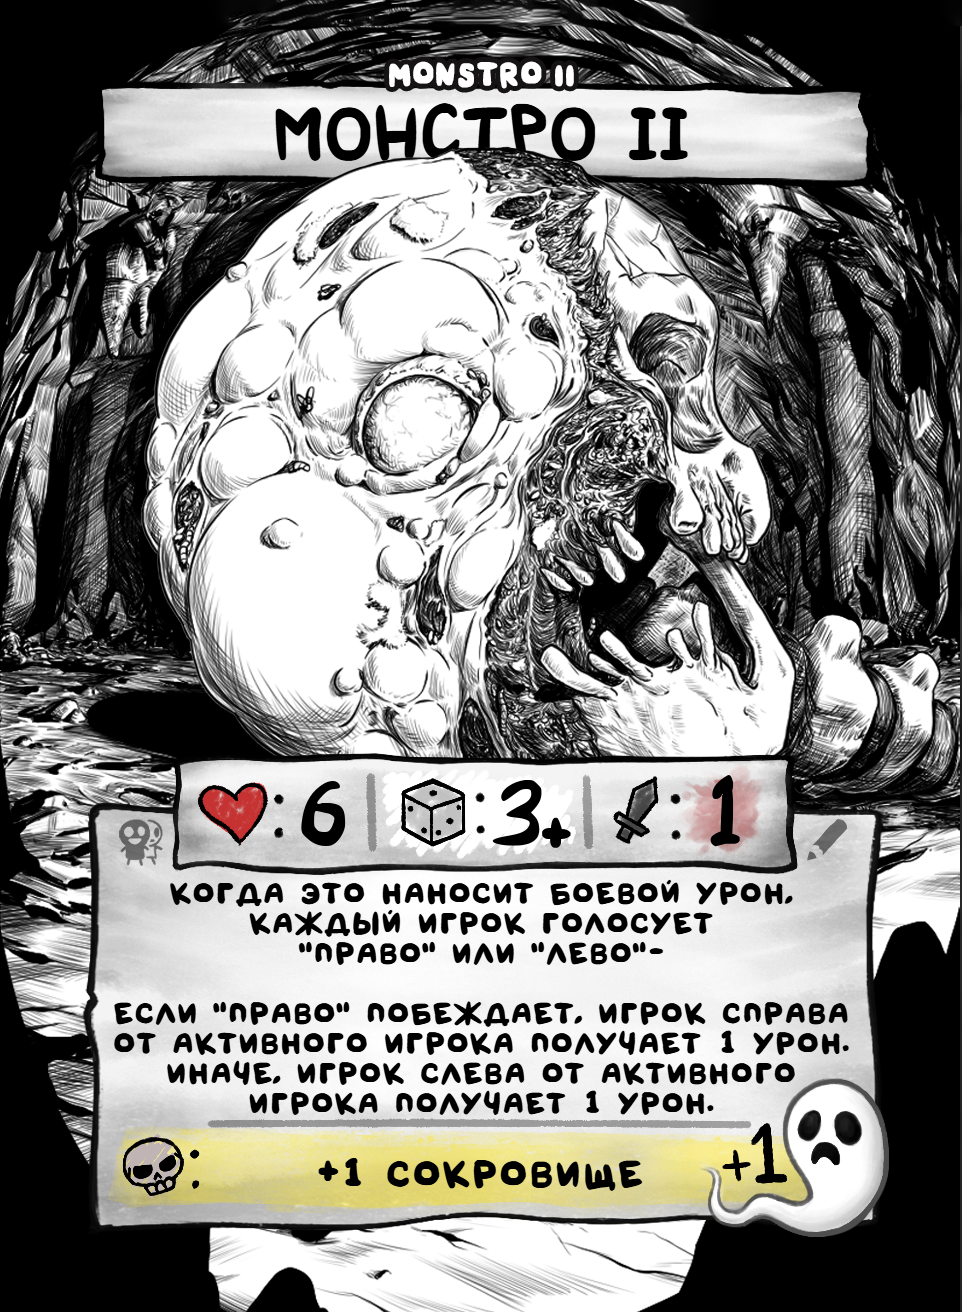 MONSTRO II
МОНСТРО II
:6 :3+ :1
КОГДА ЭТО НАНОСИТ БОЕВОЙ УРОН,
КАЖДЫЙ ИГРОК ГОЛОСУЕТ
"ПРАВО" ИЛИ "ЛЕВО"-
ЕСЛИ "ПРАВО" ПОБЕЖДАЕТ, ИГРОК СПРАВА
ОТ АКТИВНОГО ИГРОКА ПОЛУЧАЕТ 1 УРОН.
ИНАЧЕ, ИГРОК СЛЕВА ОТ АКТИВНОГО
ИГРОКА ПОЛУЧАЕТ 1 УРОН.
: +1 СОКРОВИЩЕ +1